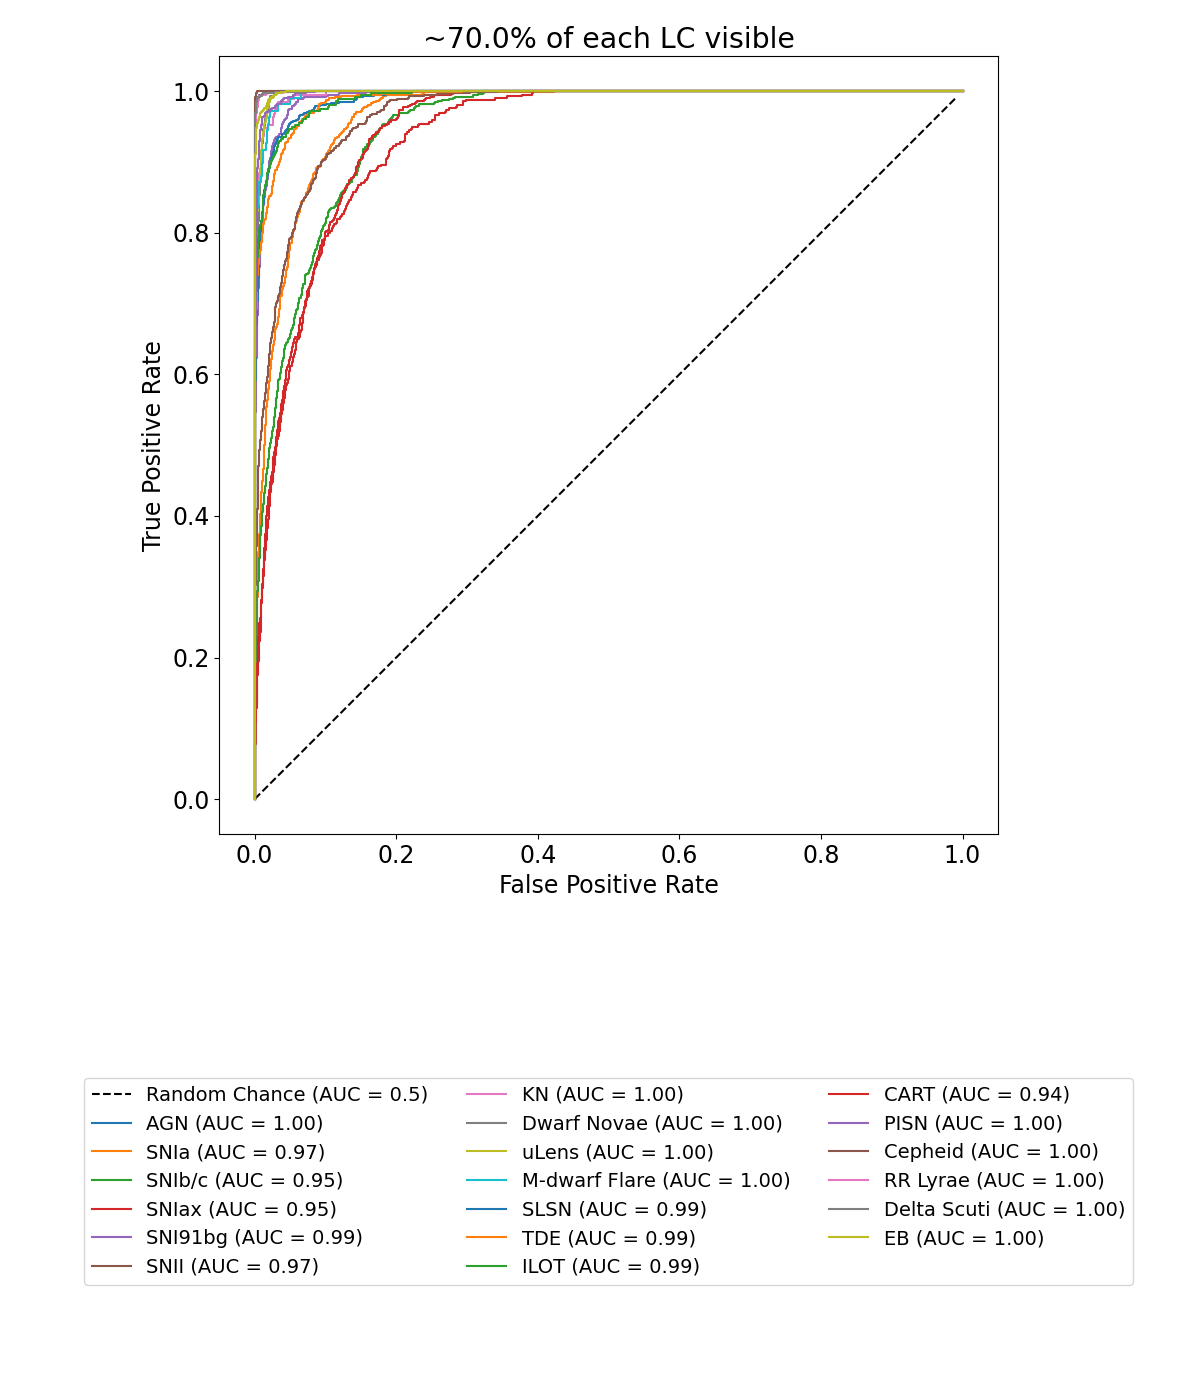 ~70.0% of each LC visible
1.0
0.8
0.6
0.4
0.2
0.0
True Positive Rate
0.0 0.2 0.4 0.6 0.8 1.0
False Positive Rate
Random Chance (AUC = 0.5)
AGN (AUC = 1.00)
SNIa (AUC = 0.97)
SNIb/c (AUC = 0.95)
SNIax (AUC = 0.95)
SNI91bg (AUC = 0.99)
SNII (AUC = 0.97)
KN (AUC = 1.00)
Dwarf Novae (AUC = 1.00)
uLens (AUC = 1.00)
M-dwarf Flare (AUC = 1.00)
SLSN (AUC = 0.99)
TDE (AUC = 0.99)
ILOT (AUC = 0.99)
CART (AUC = 0.94)
PISN (AUC = 1.00)
Cepheid (AUC = 1.00)
RR Lyrae (AUC = 1.00)
Delta Scuti (AUC = 1.00)
EB (AUC = 1.00)